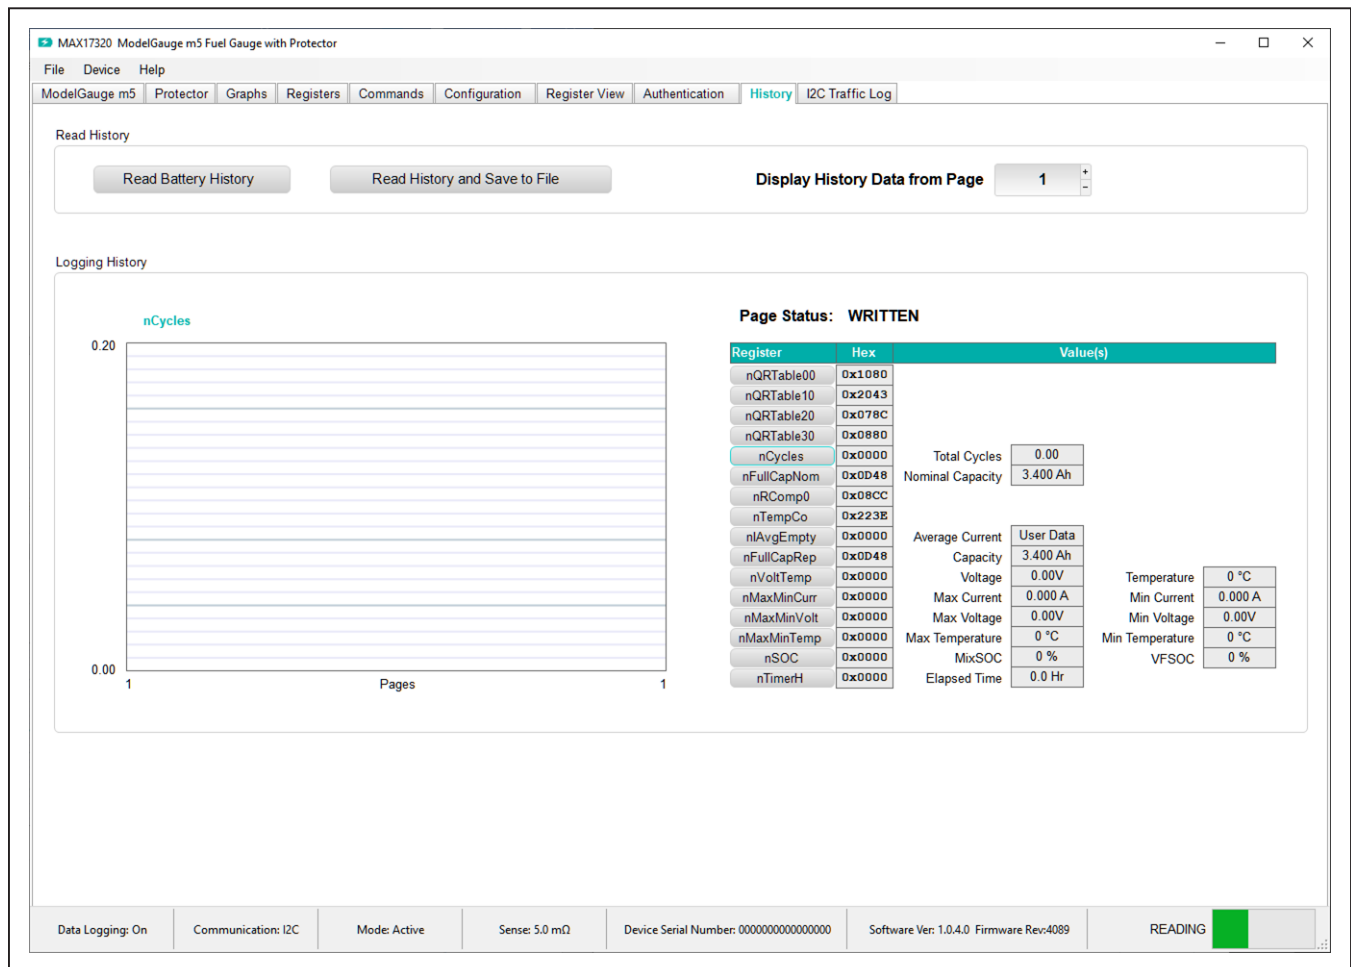 MAX17320 ModelGauge m5 Fuel Gauge with Protector
File Device Help
ModelGauge m5 Protector Graphs Registers Commands Configuration Register View Authentication History I2C Traffic Log
Read History
Read Battery History Read History and Save to File Display History Data from Page 1 + -
Logging History
Page Status: WRITTEN
nCycles
0.20
0.00
1 Pages 1
Register Hex Value(s)
nQRTable00 0x1080
nQRTable10 0x2043
nQRTable20 0x078C
nQRTable30 0x0880
nCycles 0x0000 Total Cycles 0.00
nFullCapNom 0x0D48 Nominal Capacity 3.400 Ah
nRComp0 0x08CC
nTempCo 0x223E
nIAvgEmpty 0x0000 Average Current User Data
nFullCapRep 0x0D48 Capacity 3.400 Ah
nVoltTemp 0x0000 Voltage 0.00V Temperature 0 °C
nMaxMinCurr 0x0000 Max Current 0.000 A Min Current 0.000 A
nMaxMinVolt 0x0000 Max Voltage 0.00V Min Voltage 0.00V
nMaxMinTemp 0x0000 Max Temperature 0 °C Min Temperature 0 °C
nSOC 0x0000 MixSOC 0 % VFSOC 0 %
nTimerH 0x0000 Elapsed Time 0.0 Hr
Data Logging: On Communication: I2C Mode: Active Sense: 5.0 mΩ Device Serial Number: 0000000000000000 Software Ver: 1.0.4.0 Firmware Rev:4089 READING